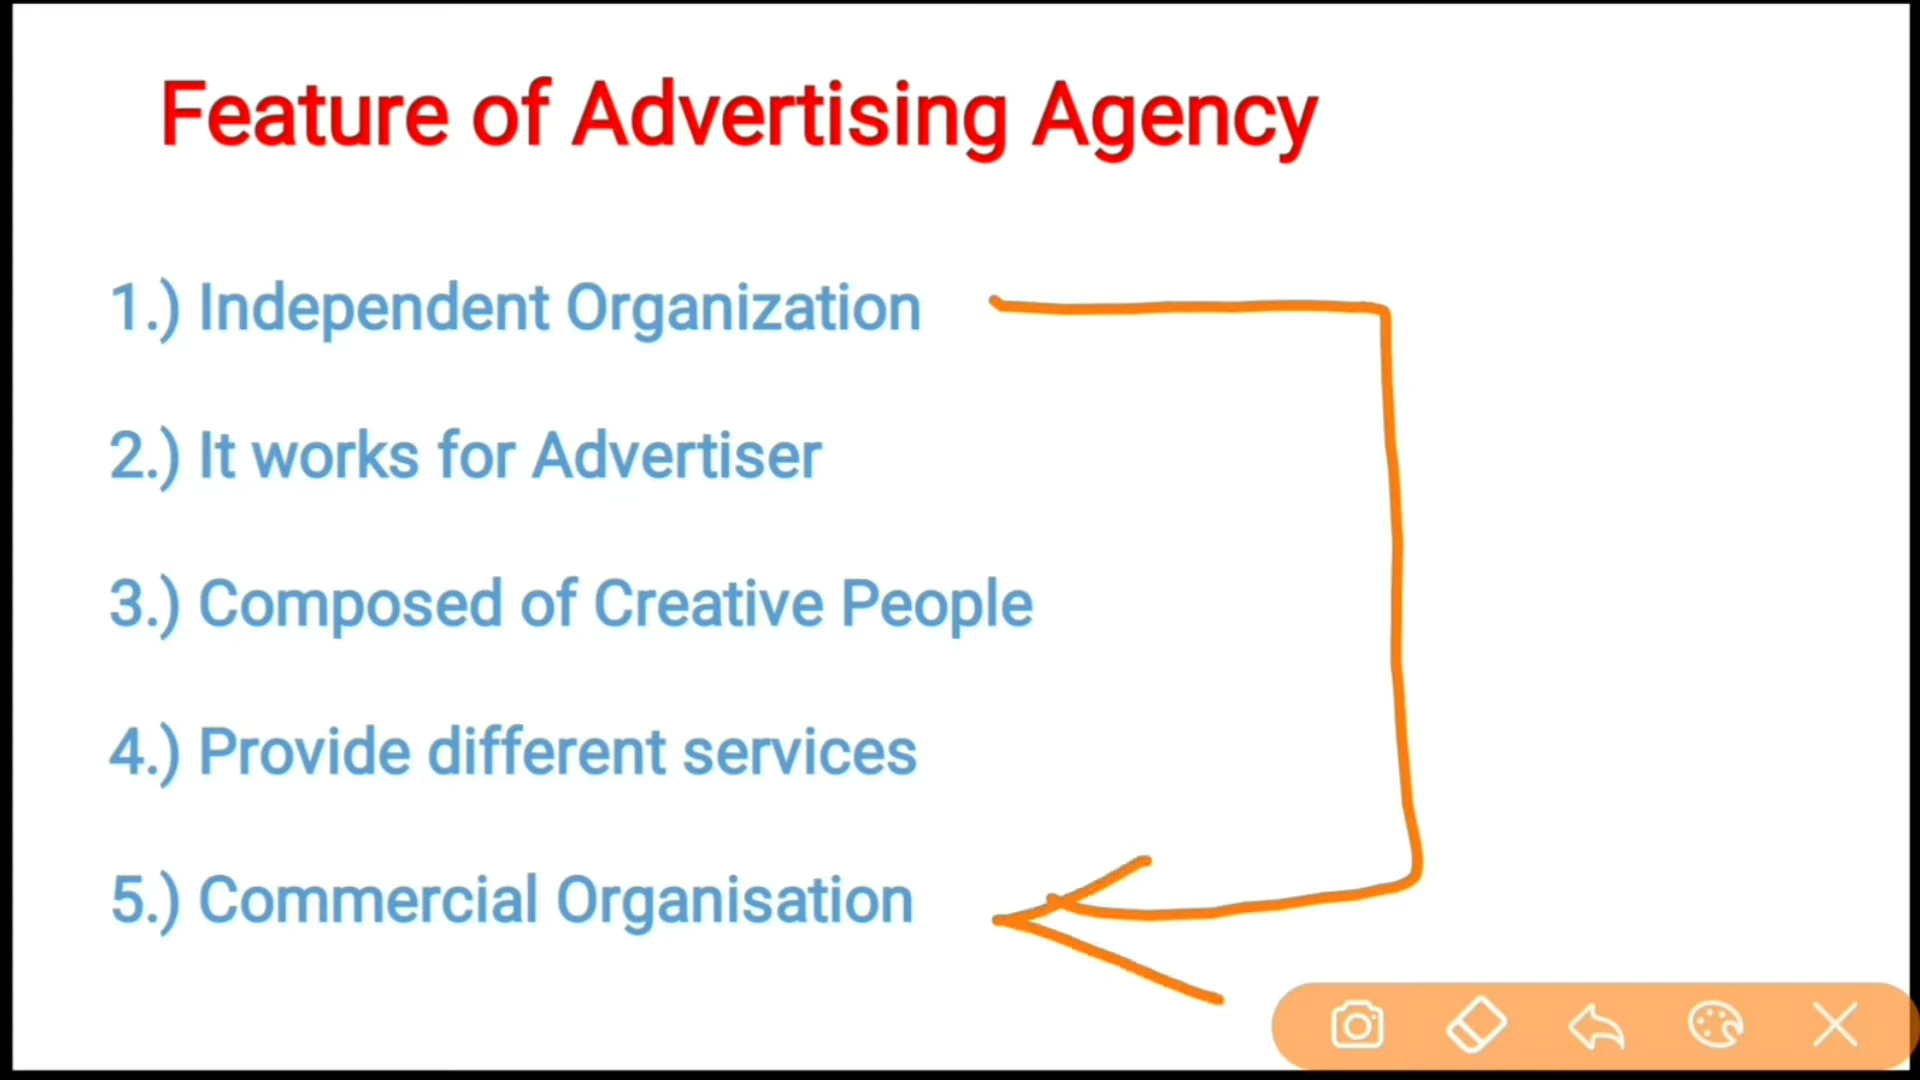 Feature of Advertising Agency
1.) Independent Organization
2.) It works for Advertiser
3.) Composed of Creative People
4.) Provide different services
5.) Commercial Organisation